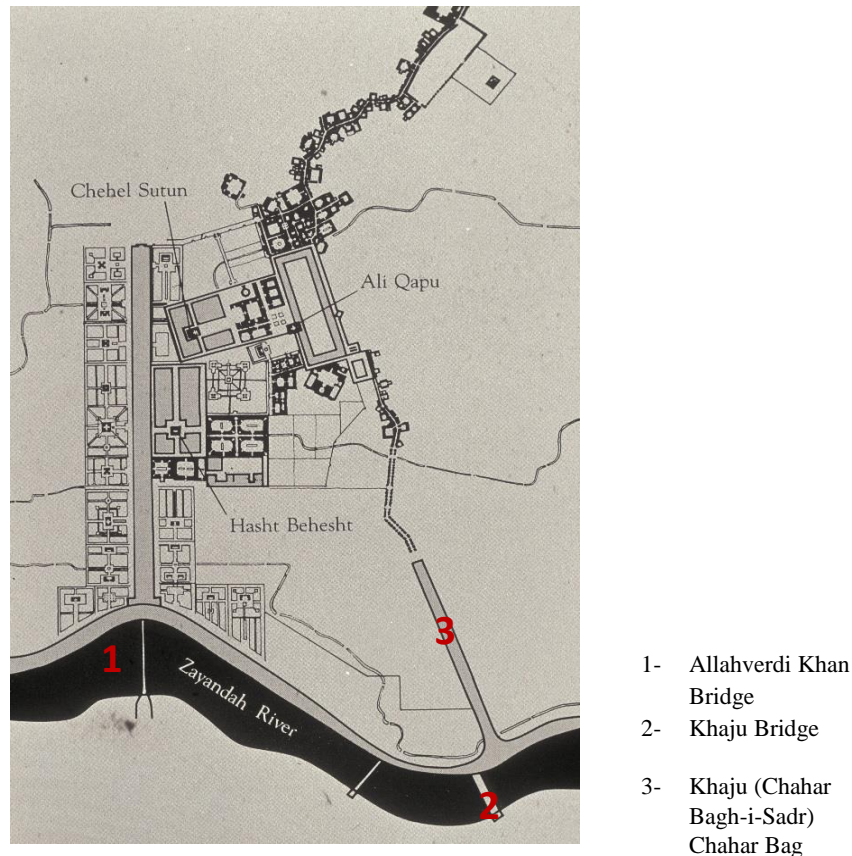 Chehel Sutun
Ali Qapu
Hasht Behesht
3
1
Zayandah River
2
1- Allahverdi Khan
Bridge
2- Khaju Bridge
3- Khaju (Chahar
Bagh-i-Sadr)
Chahar Bag